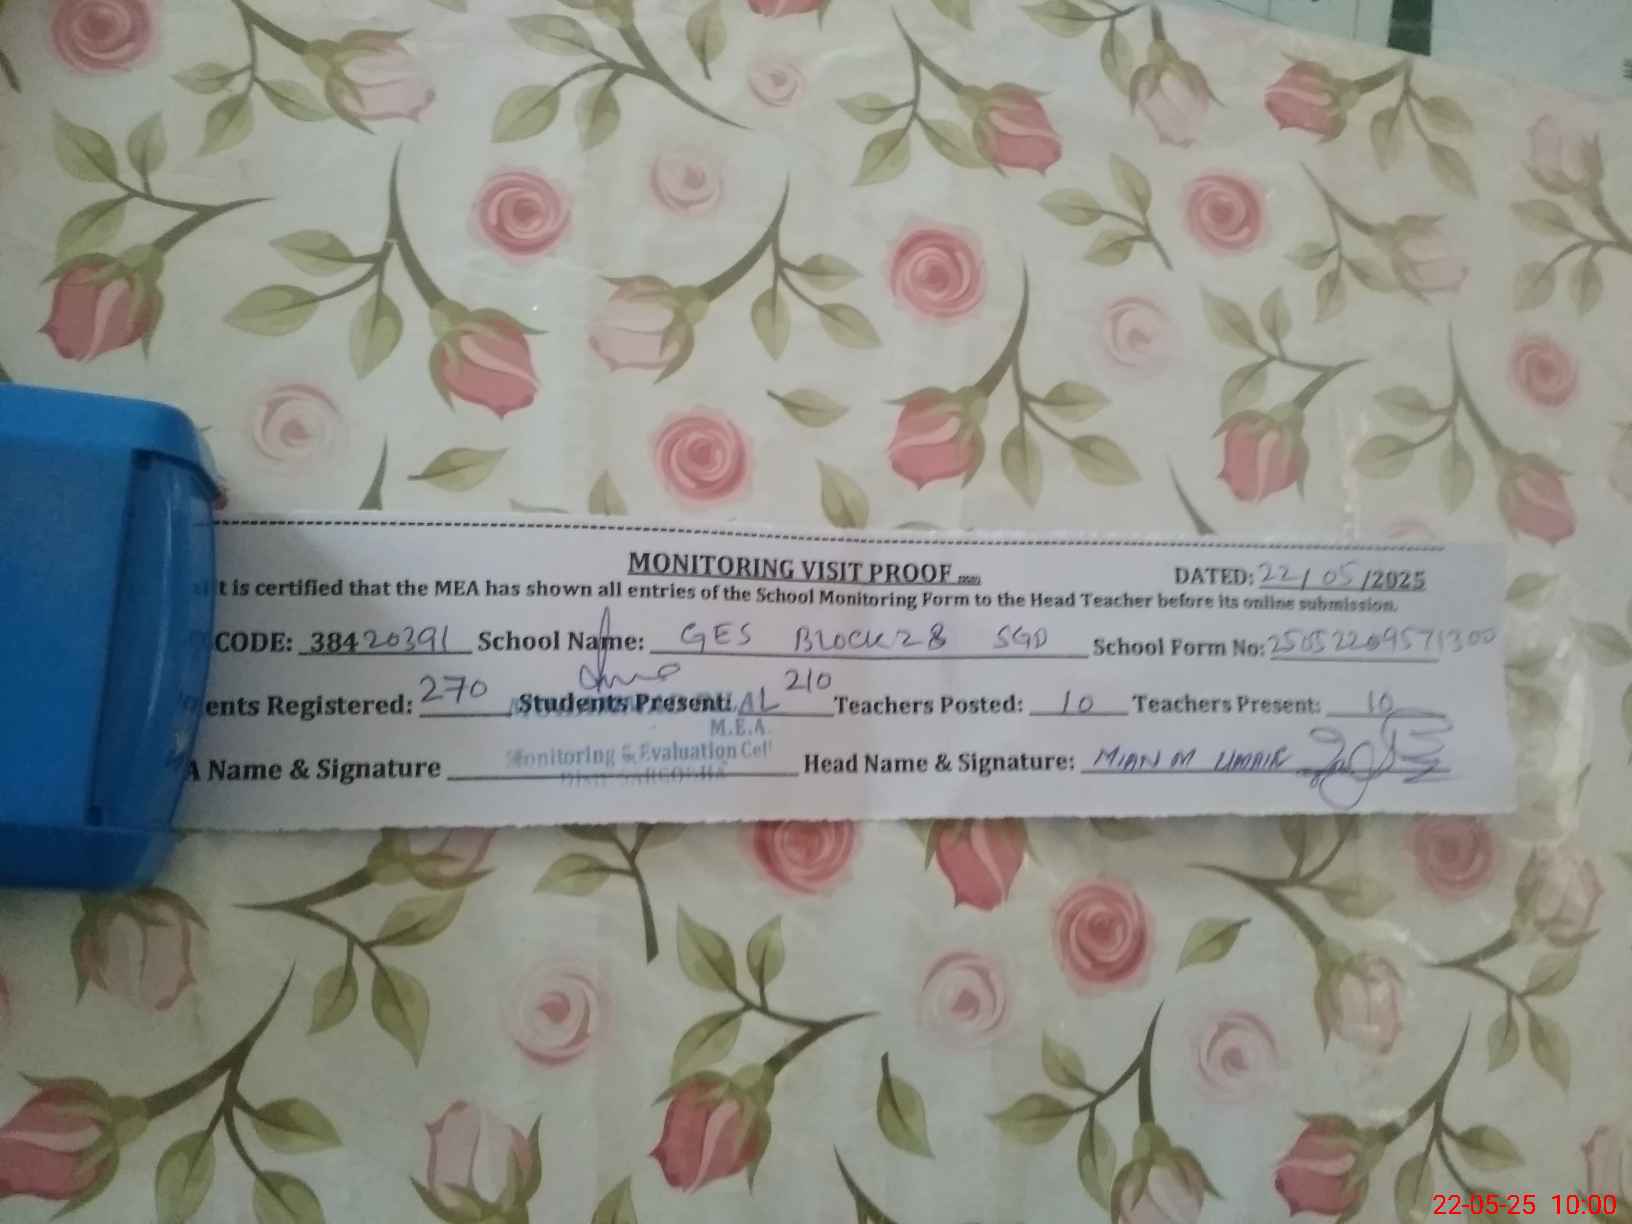 MONITORING VISIT PROOF
DATED: 22/05/2025
t is certified that the MEA has shown all entries of the School Monitoring Form to the Head Teacher before its online submission.
CODE: 38420391 School Name: GES BLOCK 28 SGD School Form No: 25052209571300
ents Registered: 270 Students Present: 210 Teachers Posted: 10 Teachers Present: 10
M.E.A.
Monitoring & Evaluation Cell
DIST: SARGODHA
A Name & Signature Head Name & Signature: MIAN M UMAIR
22-05-25 10:00